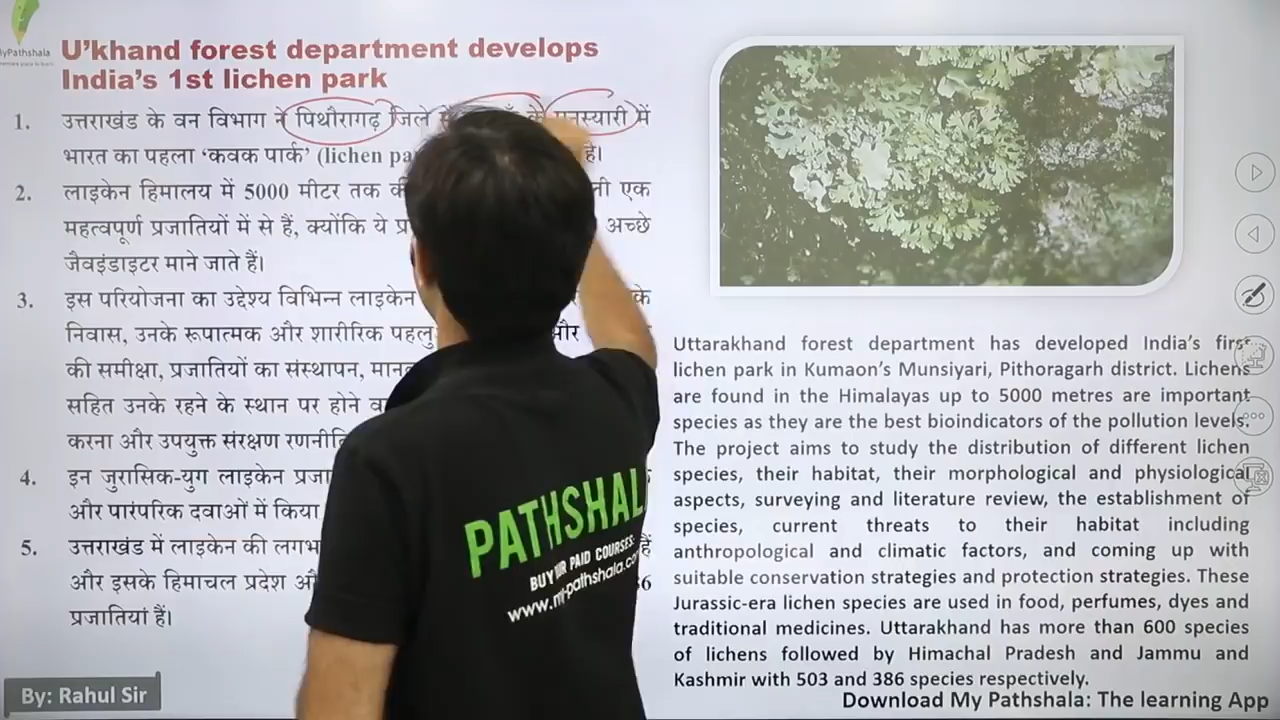 MyPathshala
U’khand forest department develops
India’s 1st lichen park
1. उत्तराखंड के वन विभाग ने पिथौरागढ़ जिले में के मुनस्यारी में
भारत का पहला ‘कवक पार्क’ (lichen है।
2. लाइकेन हिमालय में 5000 मीटर तक एक
महत्वपूर्ण प्रजातियों में से हैं, क्योंकि ये अच्छे
जैवइंडाइटर माने जाते हैं।
3. इस परियोजना का उद्देश्य विभिन्न लाइकेन
निवास, उनके रूपात्मक और शारीरिक और
की समीक्षा, प्रजातियों का संस्थापन,
सहित उनके रहने के स्थान पर होने
करना और उपयुक्त संरक्षण
4. इन जुरासिक-युग लाइकेन
और पारंपरिक दवाओं में किया
5. उत्तराखंड में लाइकेन की
और इसके हिमाचल प्रदेश
प्रजातियां हैं।
By: Rahul Sir
PATHSHAL
BUY OUR PAID COURSES:
Uttarakhand forest department has developed India’s first
lichen park in Kumaon’s Munsiyari, Pithoragarh district. Lichens
are found in the Himalayas up to 5000 metres are important
species as they are the best bioindicators of the pollution levels.
The project aims to study the distribution of different lichen
species, their habitat, their morphological and physiological
aspects, surveying and literature review, the establishment of
species, current threats to their habitat including
anthropological and climatic factors, and coming up with
suitable conservation strategies and protection strategies. These
Jurassic-era lichen species are used in food, perfumes, dyes and
traditional medicines. Uttarakhand has more than 600 species
of lichens followed by Himachal Pradesh and Jammu and
Kashmir with 503 and 386 species respectively.
Download My Pathshala: The learning App